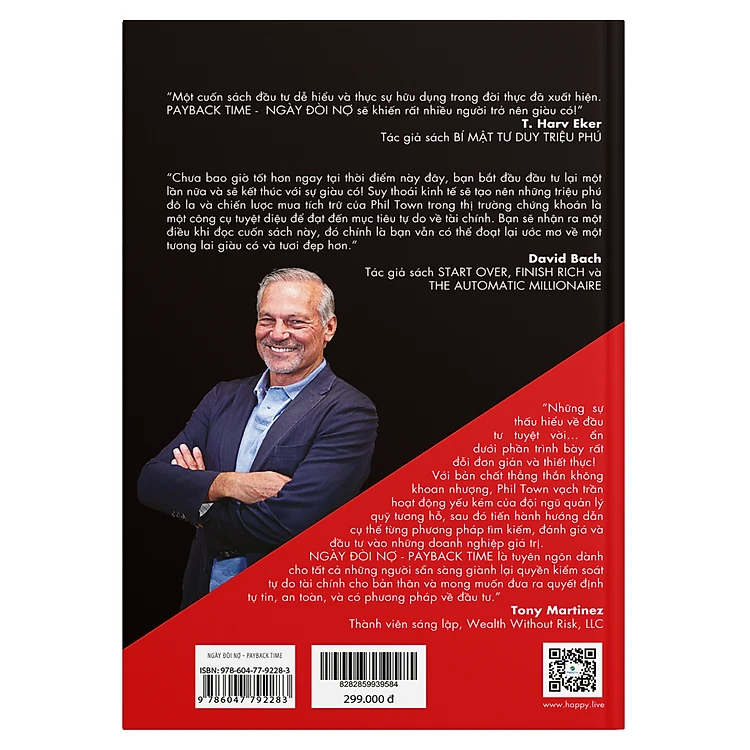 “Một cuốn sách đầu tư dễ hiểu và thực sự hữu dụng trong đời thực đã xuất hiện.
PAYBACK TIME - NGÀY ĐÒI NỢ sẽ khiến rất nhiều người trở nên giàu có!”
T. Harv Eker
Tác giả sách BÍ MẬT TƯ DUY TRIỆU PHÚ
“Chưa bao giờ tốt hơn ngay tại thời điểm này đây, bạn bắt đầu đầu tư lại một
lần nữa và sẽ kết thúc với sự giàu có! Suy thoái kinh tế sẽ tạo nên những triệu phú
đô la và chiến lược mua tích trữ của Phil Town trong thị trường chứng khoán là
một công cụ tuyệt diệu để đạt đến mục tiêu tự do về tài chính. Bạn sẽ nhận ra một
điều khi đọc cuốn sách này, đó chính là bạn vẫn có thể đoạt lại ước mơ về một
tương lai giàu có và tươi đẹp hơn.”
David Bach
Tác giả sách START OVER, FINISH RICH và
THE AUTOMATIC MILLIONAIRE
“Những sự
thấu hiểu về đầu
tư tuyệt vời... ẩn
dưới phần trình bày rất
đỗi đơn giản và thiết thực!
Với bản chất thẳng thắn không
khoan nhượng, Phil Town vạch trần
hoạt động yếu kém của đội ngũ quản lý
quỹ tương hỗ, sau đó tiến hành hướng dẫn
cụ thể từng phương pháp tìm kiếm, đánh giá và
đầu tư vào những doanh nghiệp giá trị.
NGÀY ĐÒI NỢ - PAYBACK TIME là tuyên ngôn dành
cho tất cả những người sẵn sàng giành lại quyền kiểm soát
tự do tài chính cho bản thân và mong muốn đưa ra quyết định
tự tin, an toàn, và có phương pháp về đầu tư.”
Tony Martinez
Thành viên sáng lập, Wealth Without Risk, LLC
NGÀY ĐÒI NỢ – PAYBACK TIME
ISBN: 978-604-77-9228-3
9 786047 792283
8282859939584
299.000 đ
www.happy.live